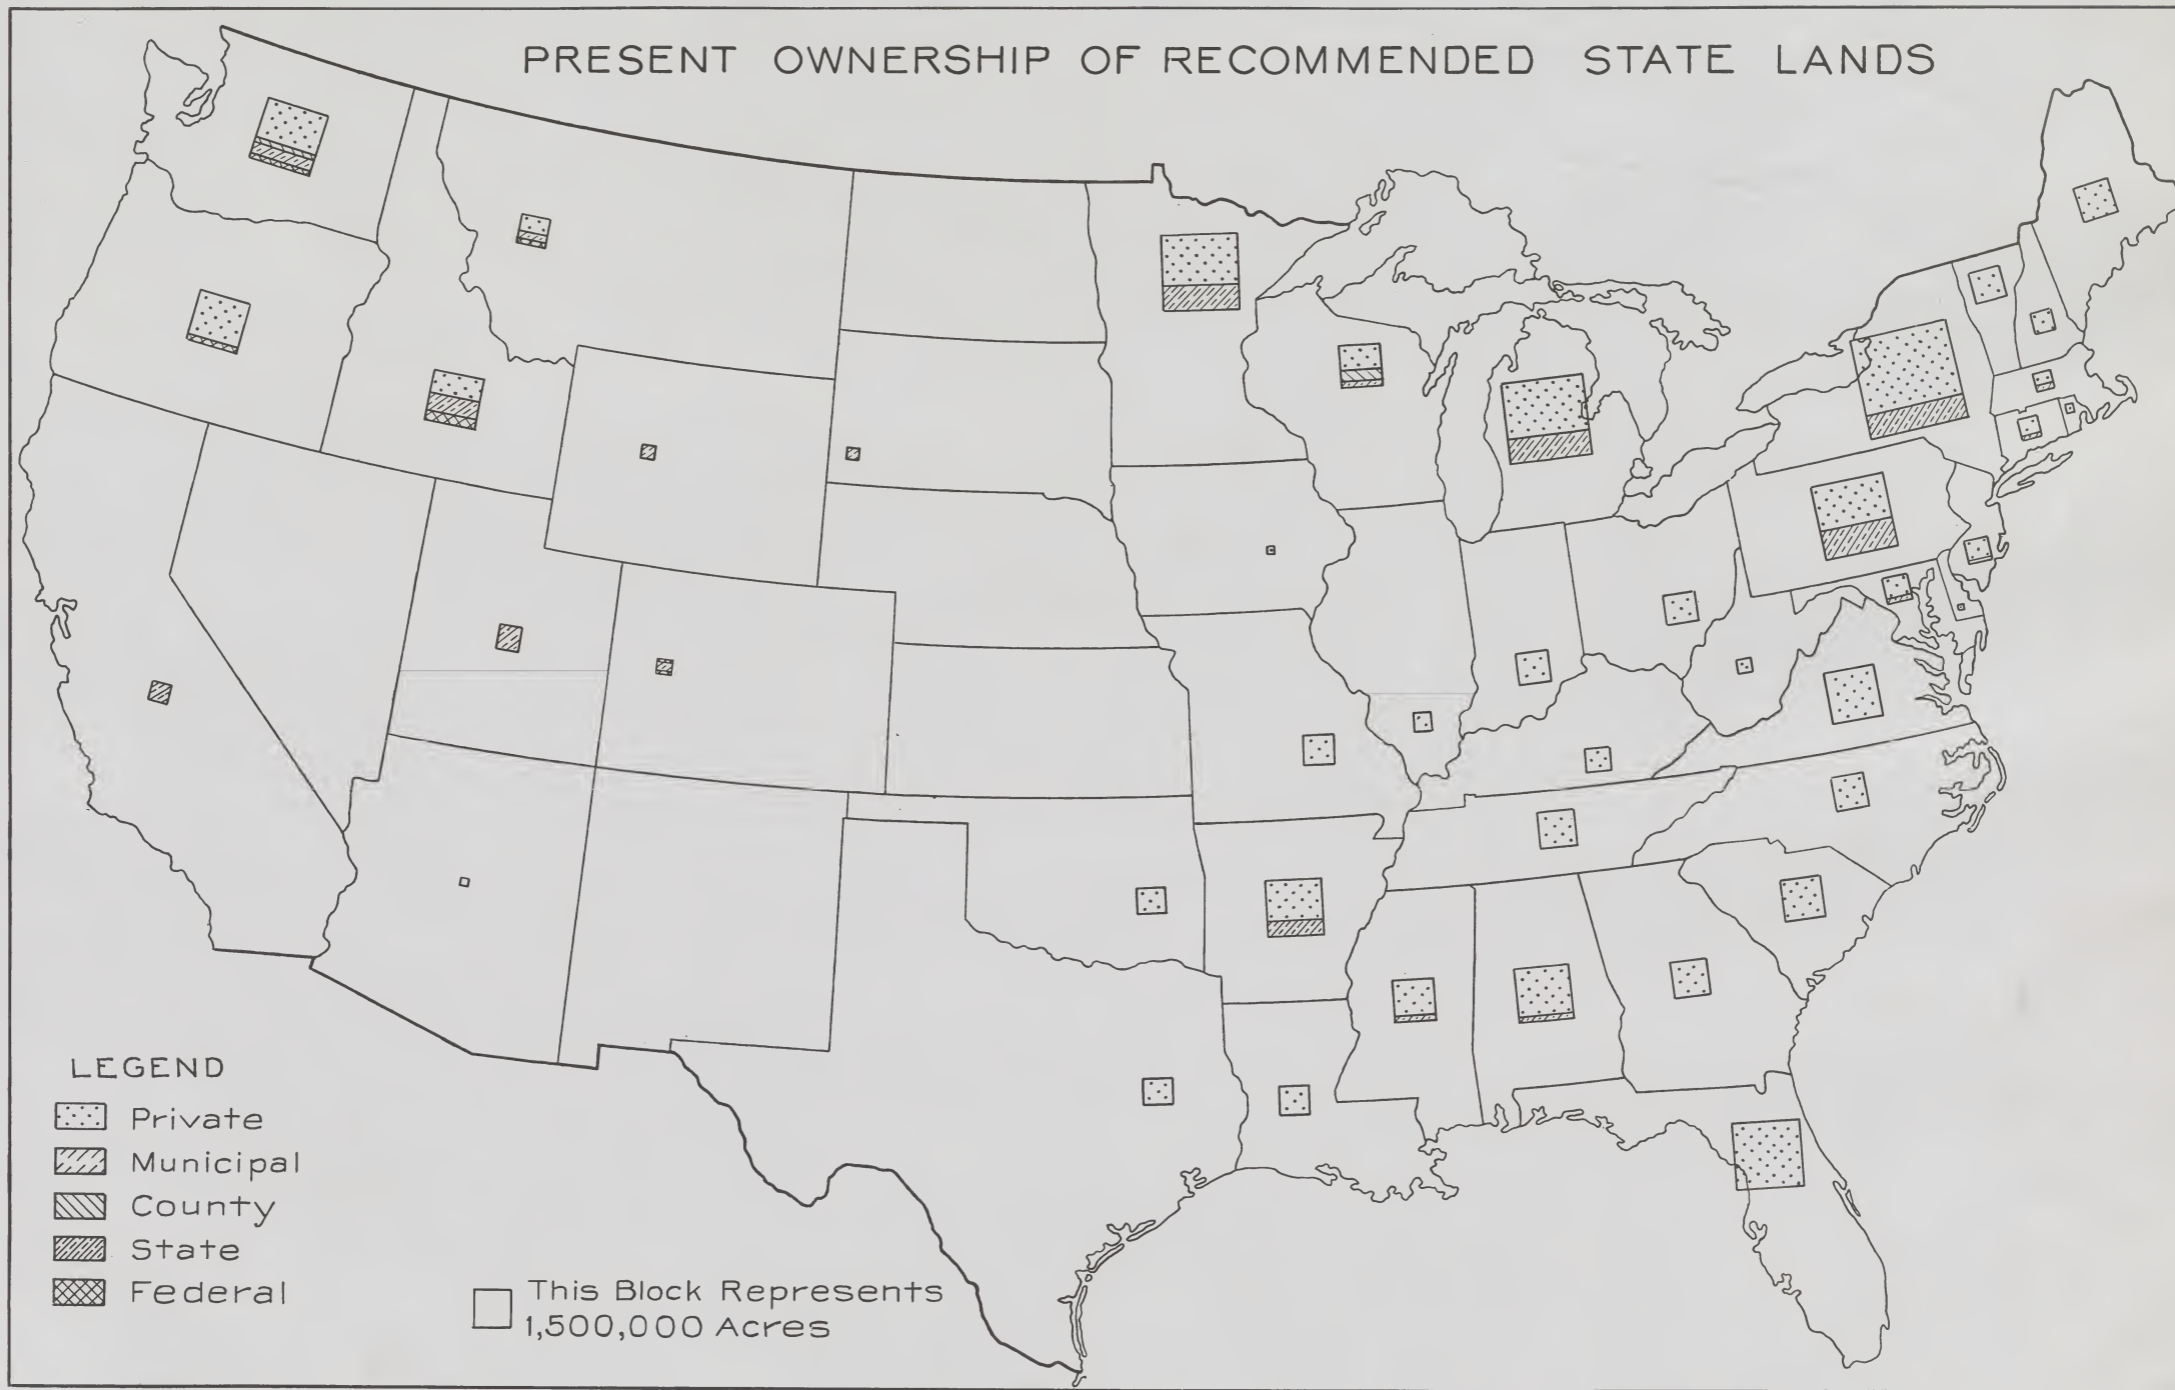 PRESENT OWNERSHIP OF RECOMMENDED STATE LANDS
LEGEND
Private
Municipal
County
State
Federal
This Block Represents
1,500,000 Acres